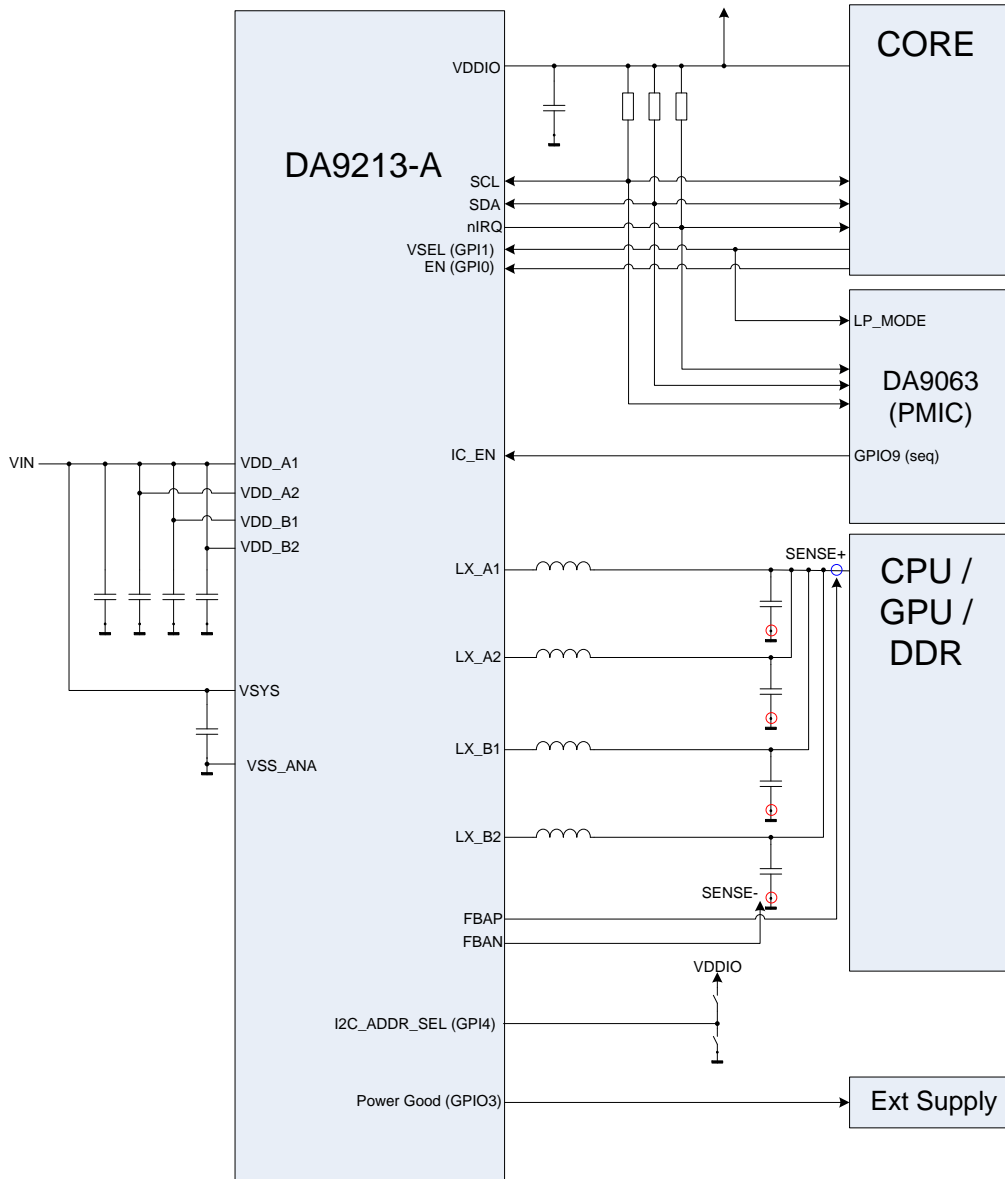 CORE
VDDIO
DA9213-A
SCL
SDA
nIRQ
VSEL (GPI1)
EN (GPI0)
LP_MODE
DA9063
(PMIC)
IC_EN
GPIO9 (seq)
VIN
VDD_A1
VDD_A2
VDD_B1
VDD_B2
SENSE+
LX_A1
CPU /
GPU /
DDR
LX_A2
VSYS
LX_B1
VSS_ANA
LX_B2
SENSE-
FBAP
FBAN
VDDIO
I2C_ADDR_SEL (GPI4)
Power Good (GPIO3)
Ext Supply